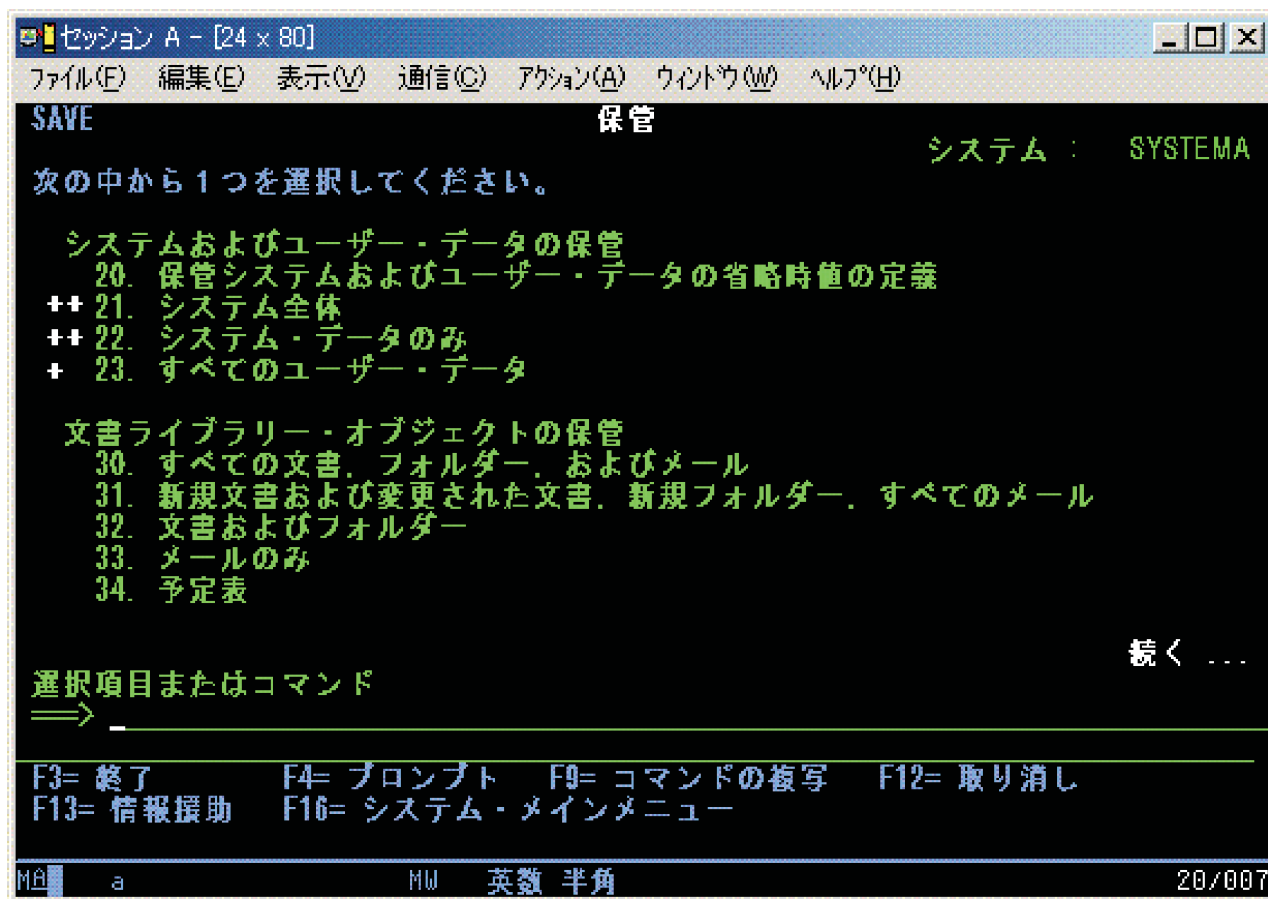 セッション A - [24 x 80]
ファイル(F) 編集(E) 表示(V) 通信(C) アクション(A) ウィンドウ(W) ヘルプ(H)
SAVE 保管
システム : SYSTEMA
次の中から1つを選択してください。
システムおよびユーザー・データの保管
20. 保管システムおよびユーザー・データの省略時値の定義
++ 21. システム全体
++ 22. システム・データのみ
+ 23. すべてのユーザー・データ
文書ライブラリー・オブジェクトの保管
30. すべての文書, フォルダー, およびメール
31. 新規文書および変更された文書, 新規フォルダー, すべてのメール
32. 文書およびフォルダー
33. メールのみ
34. 予定表
続く ...
選択項目またはコマンド
===> _
F3= 終了 F4= プロンプト F9= コマンドの複写 F12= 取り消し
F13= 情報援助 F16= システム・メインメニュー
MA a MW 英数 半角 20/007